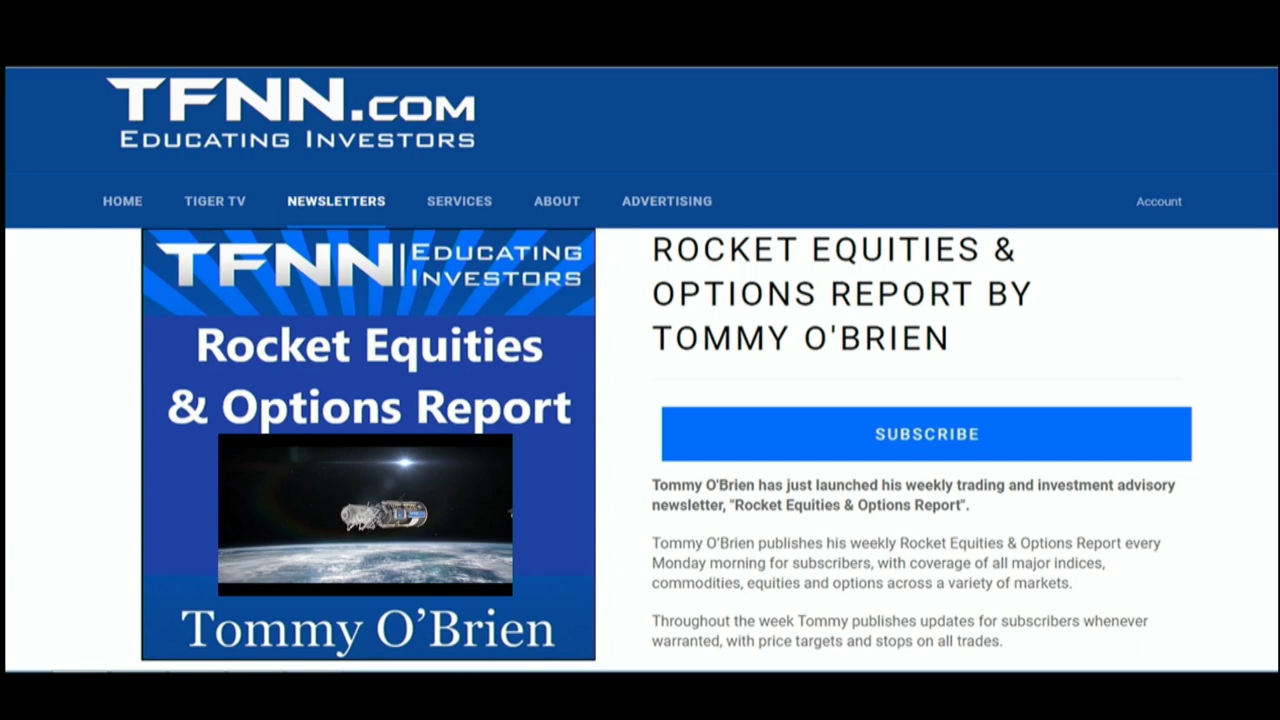 TFNN.COM
EDUCATING INVESTORS
HOME TIGER TV NEWSLETTERS SERVICES ABOUT ADVERTISING Account
TFNN EDUCATING
INVESTORS
Rocket Equities
& Options Report
Tommy O’Brien
ROCKET EQUITIES &
OPTIONS REPORT BY
TOMMY O'BRIEN
SUBSCRIBE
Tommy O'Brien has just launched his weekly trading and investment advisory
newsletter, "Rocket Equities & Options Report".
Tommy O'Brien publishes his weekly Rocket Equities & Options Report every
Monday morning for subscribers, with coverage of all major indices,
commodities, equities and options across a variety of markets.
Throughout the week Tommy publishes updates for subscribers whenever
warranted, with price targets and stops on all trades.